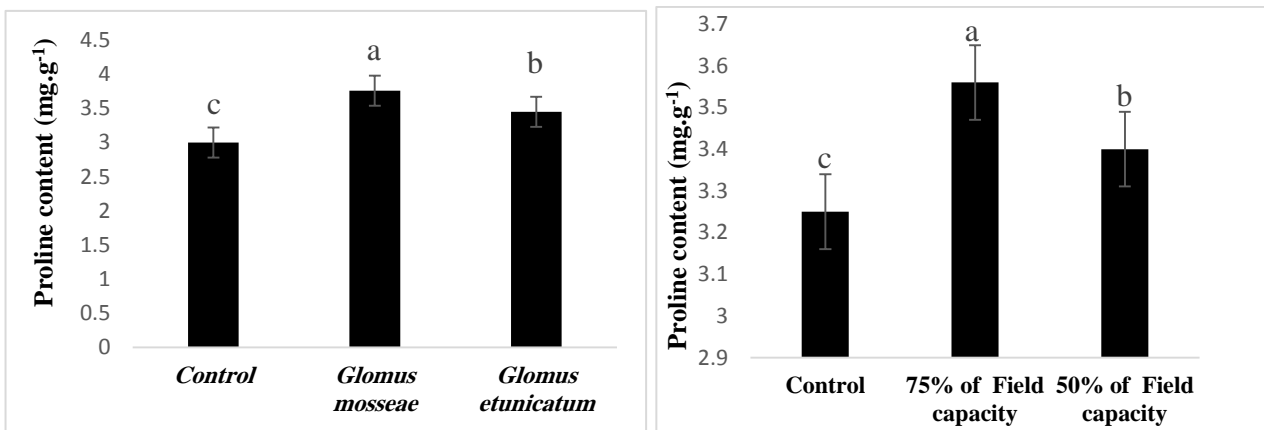 Proline content (mg.g⁻¹)
4.5
4
3.5
3
2.5
2
1.5
1
0.5
0
c
a
b
Control
Glomus
mosseae
Glomus
etunicatum
Proline content (mg.g⁻¹)
3.7
3.6
3.5
3.4
3.3
3.2
3.1
3
2.9
c
a
b
Control
75% of Field
capacity
50% of Field
capacity